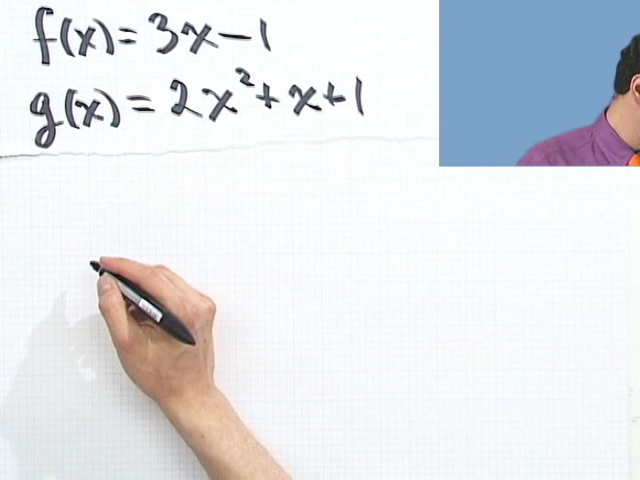 f(x) = 3x - 1
g(x) = 2x² + x + 1